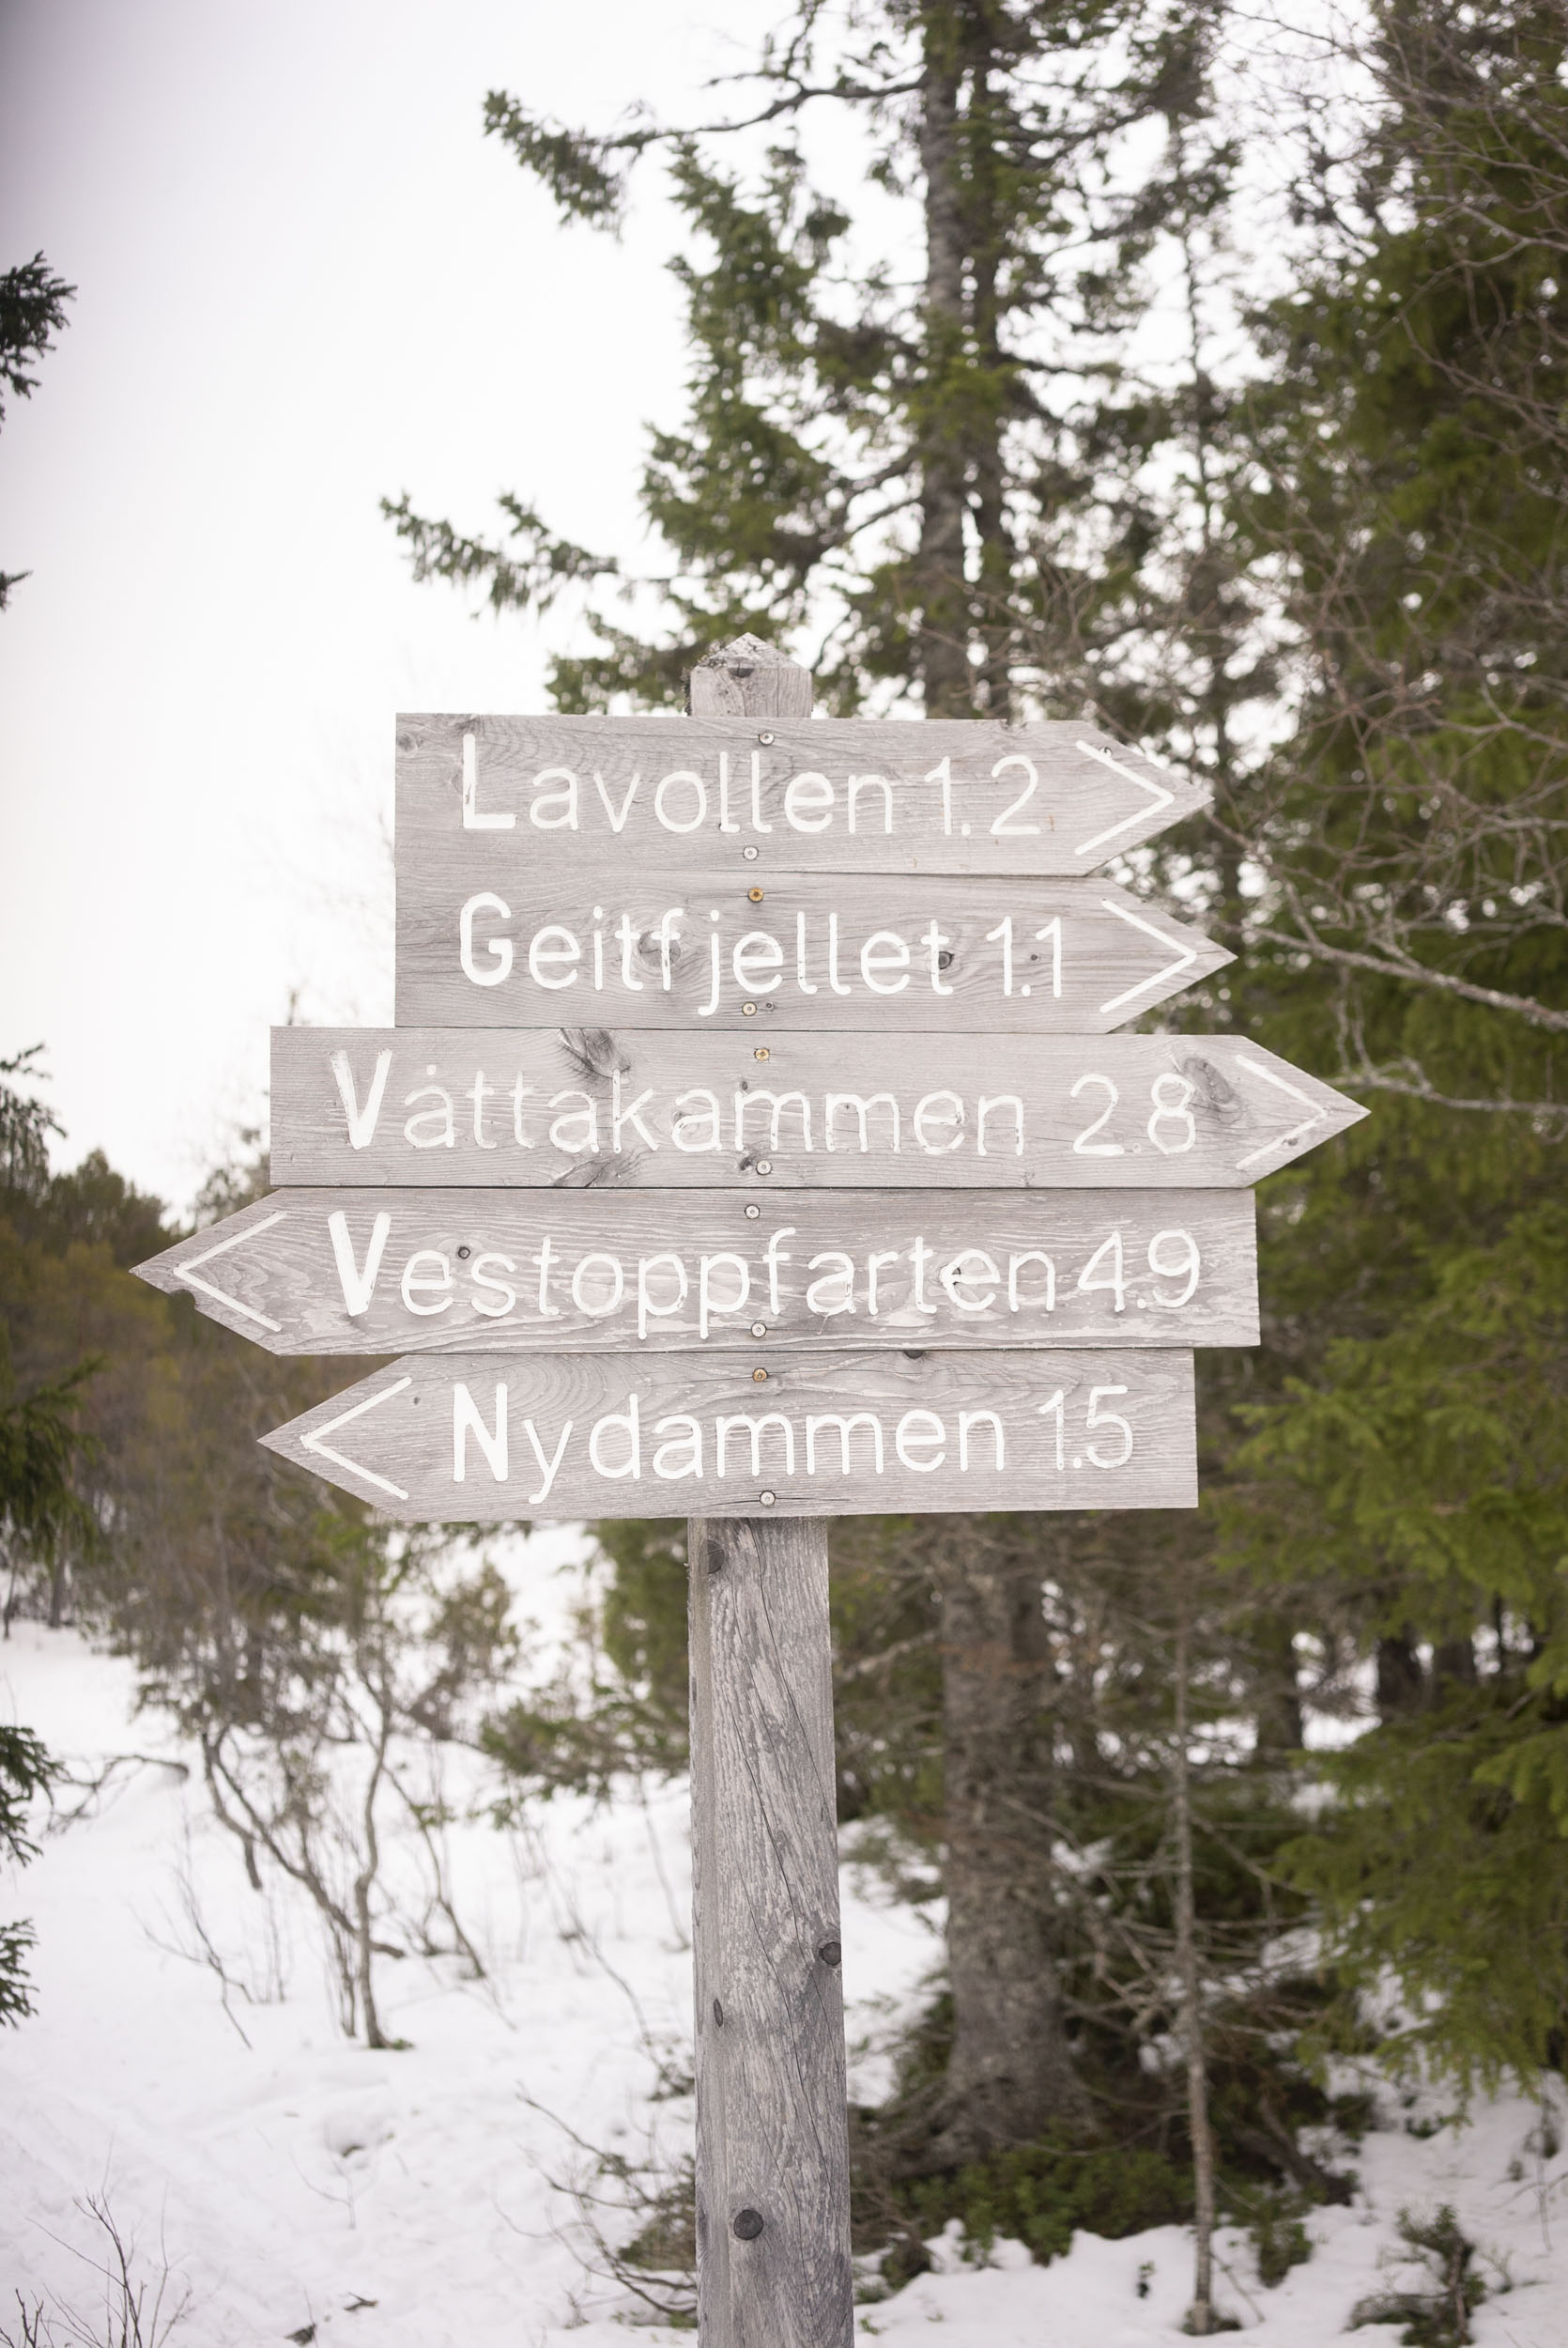 Lavollen 1.2
Geitfjellet 1.1
Våttakammen 2.8
Vestoppfarten 4.9
Nydammen 1.5